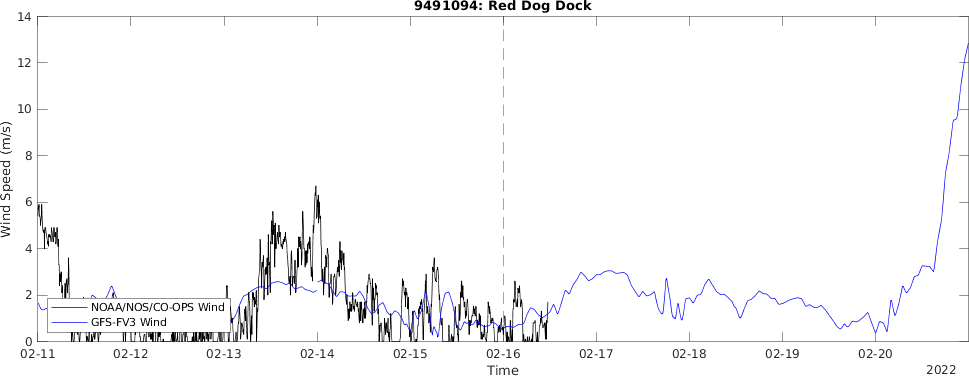 9491094: Red Dog Dock
Wind Speed (m/s)
14
12
10
8
6
4
2
0
NOAA/NOS/CO-OPS Wind
GFS-FV3 Wind
02-11 02-12 02-13 02-14 02-15 02-16 02-17 02-18 02-19 02-20
Time
2022